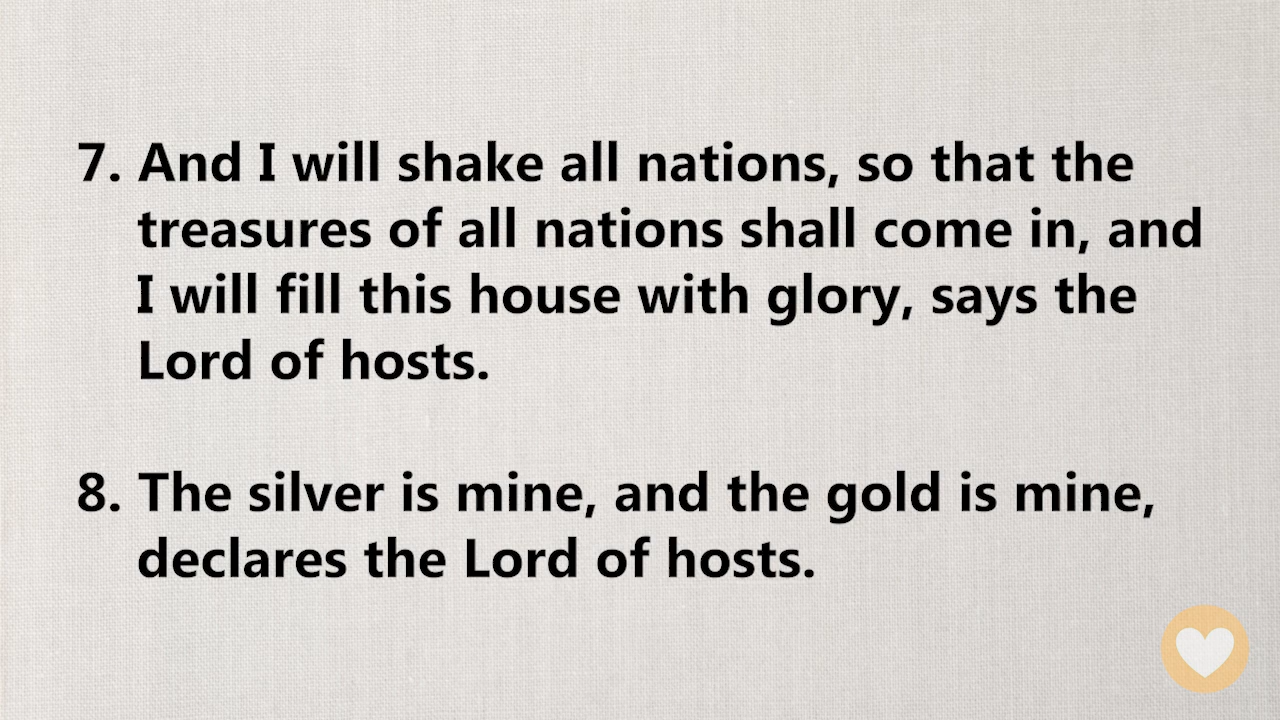 7. And I will shake all nations, so that the
treasures of all nations shall come in, and
I will fill this house with glory, says the
Lord of hosts.
8. The silver is mine, and the gold is mine,
declares the Lord of hosts.